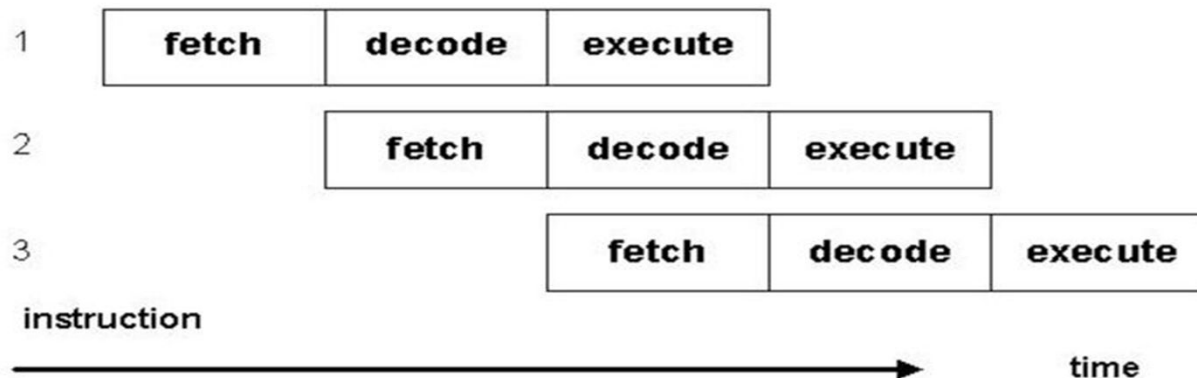 1 fetch decode execute
2 fetch decode execute
3 fetch decode execute
instruction
time